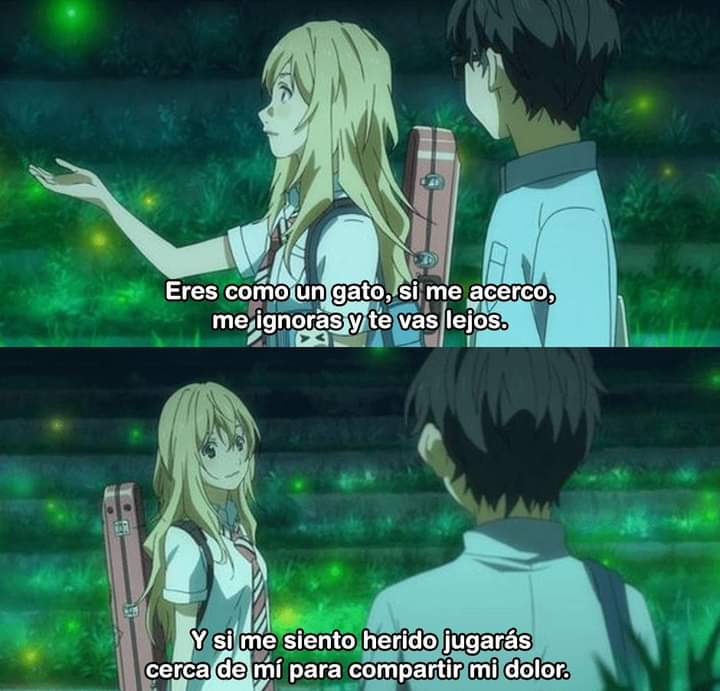 Eres como un gato, si me acerco,
me ignoras y te vas lejos.
Y si me siento herido jugarás
cerca de mí para compartir mi dolor.